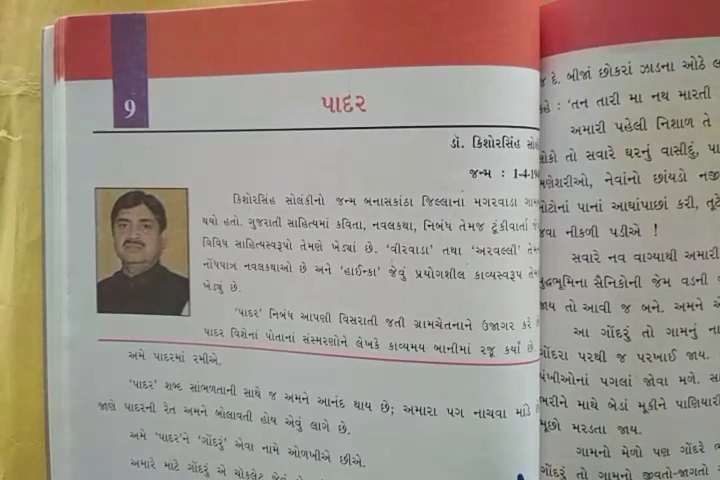 9
પાદર
ડૉ. કિશોરસિંહ
જન્મ : 1-4-
કિશોરસિંહ સોલંકીનો જન્મ બનાસકાંઠા જિલ્લાના મગરવાડા
થયો હતો. ગુજરાતી સાહિત્યમાં કવિતા, નવલકથા, નિબંધ તેમજ ટૂંકીવાર્તા
વિવિધ સાહિત્યસ્વરૂપો તેમણે ખેડ્યાં છે. ‘વીરવાડા’ તથા ‘અરવલ્લી’
નોંધપાત્ર નવલકથાઓ છે અને ‘હાઈન્કા’ જેવું પ્રયોગશીલ કાવ્યસ્વરૂપ
ખેડ્યું છે.
‘પાદર’ નિબંધ આપણી વિસરાતી જતી ગ્રામચેતનાને ઉજાગર કરે
પાદર વિશેનાં પોતાનાં સંસ્મરણોને લેખકે કાવ્યમય બાનીમાં રજૂ કર્યાં છે.
અમે પાદરમાં રમીએ.
‘પાદર’ શબ્દ સાંભળતાની સાથે જ અમને આનંદ થાય છે; અમારા પગ નાચવા માંડે
જાણે પાદરની રેત અમને બોલાવતી હોય એવું લાગે છે.
અમે ‘પાદર’ને ‘ગોંદરું’ એવા નામે ઓળખીએ છીએ.
અમારે માટે ગોંદરું એ ચોકલેટ
જ દે. બીજાં છોકરાં ઝાડના ઓઠે
કહે : ‘તન તારી મા નથ મારતી
અમારી પહેલી નિશાળ તે
તો સવારે ઘરનું વાસીદું,
નેવાંનો છાંયડો
પાનાં આઘાંપાછાં કરી,
નીકળી પડીએ !
સવારે નવ વાગ્યાથી અમારી
સૈનિકોની જેમ વડની
જાય તો આવી જ બને. અમને
આ ગોંદરું તો ગામનું
ગોંદરા પરથી જ પરખાઈ જાય.
પંખીઓનાં પગલાં જોવા મળે.
ભરીને માથે બેડાં મૂકીને
મૂછો મરડતા જાય.
ગામનો મેળો પણ ગોંદરે
ગોંદરું તો ગામનો જીવતો-જાગતો